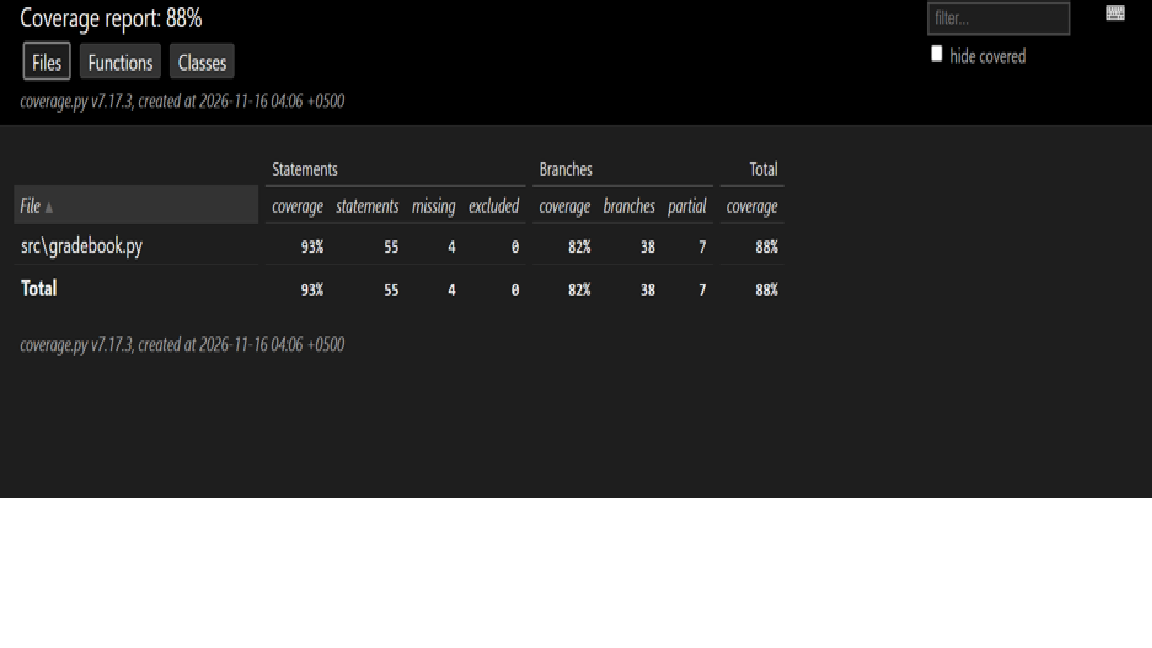 Coverage report: 88%
filter...
Files Functions Classes
hide covered
coverage.py v7.17.3, created at 2026-11-16 04:06 +0500
Statements Branches Total
File ▲ coverage statements missing excluded coverage branches partial coverage
src\gradebook.py 93% 55 4 0 82% 38 7 88%
Total 93% 55 4 0 82% 38 7 88%
coverage.py v7.17.3, created at 2026-11-16 04:06 +0500